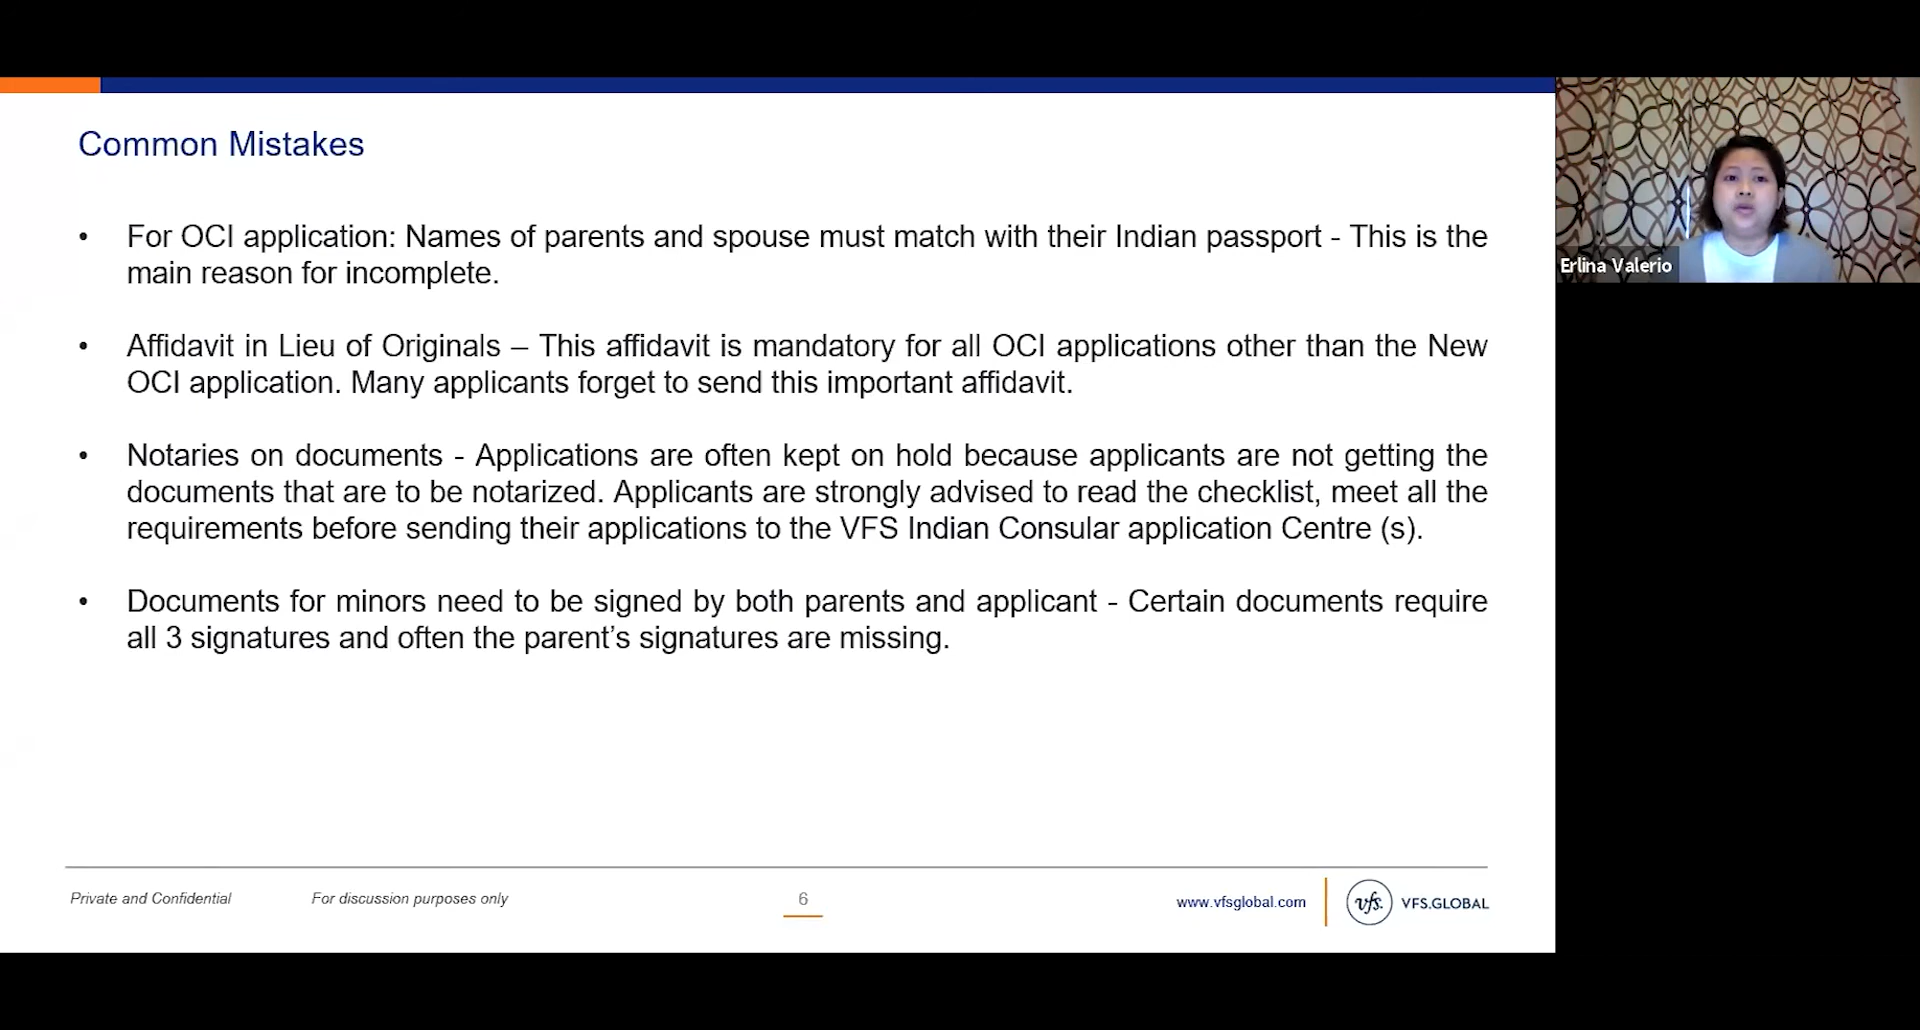 Common Mistakes
• For OCI application: Names of parents and spouse must match with their Indian passport - This is the
main reason for incomplete.
• Affidavit in Lieu of Originals – This affidavit is mandatory for all OCI applications other than the New
OCI application. Many applicants forget to send this important affidavit.
• Notaries on documents - Applications are often kept on hold because applicants are not getting the
documents that are to be notarized. Applicants are strongly advised to read the checklist, meet all the
requirements before sending their applications to the VFS Indian Consular application Centre (s).
• Documents for minors need to be signed by both parents and applicant - Certain documents require
all 3 signatures and often the parent’s signatures are missing.
Private and Confidential
For discussion purposes only
6
www.vfsglobal.com
vfs.
VFS.GLOBAL
Erlina Valerio